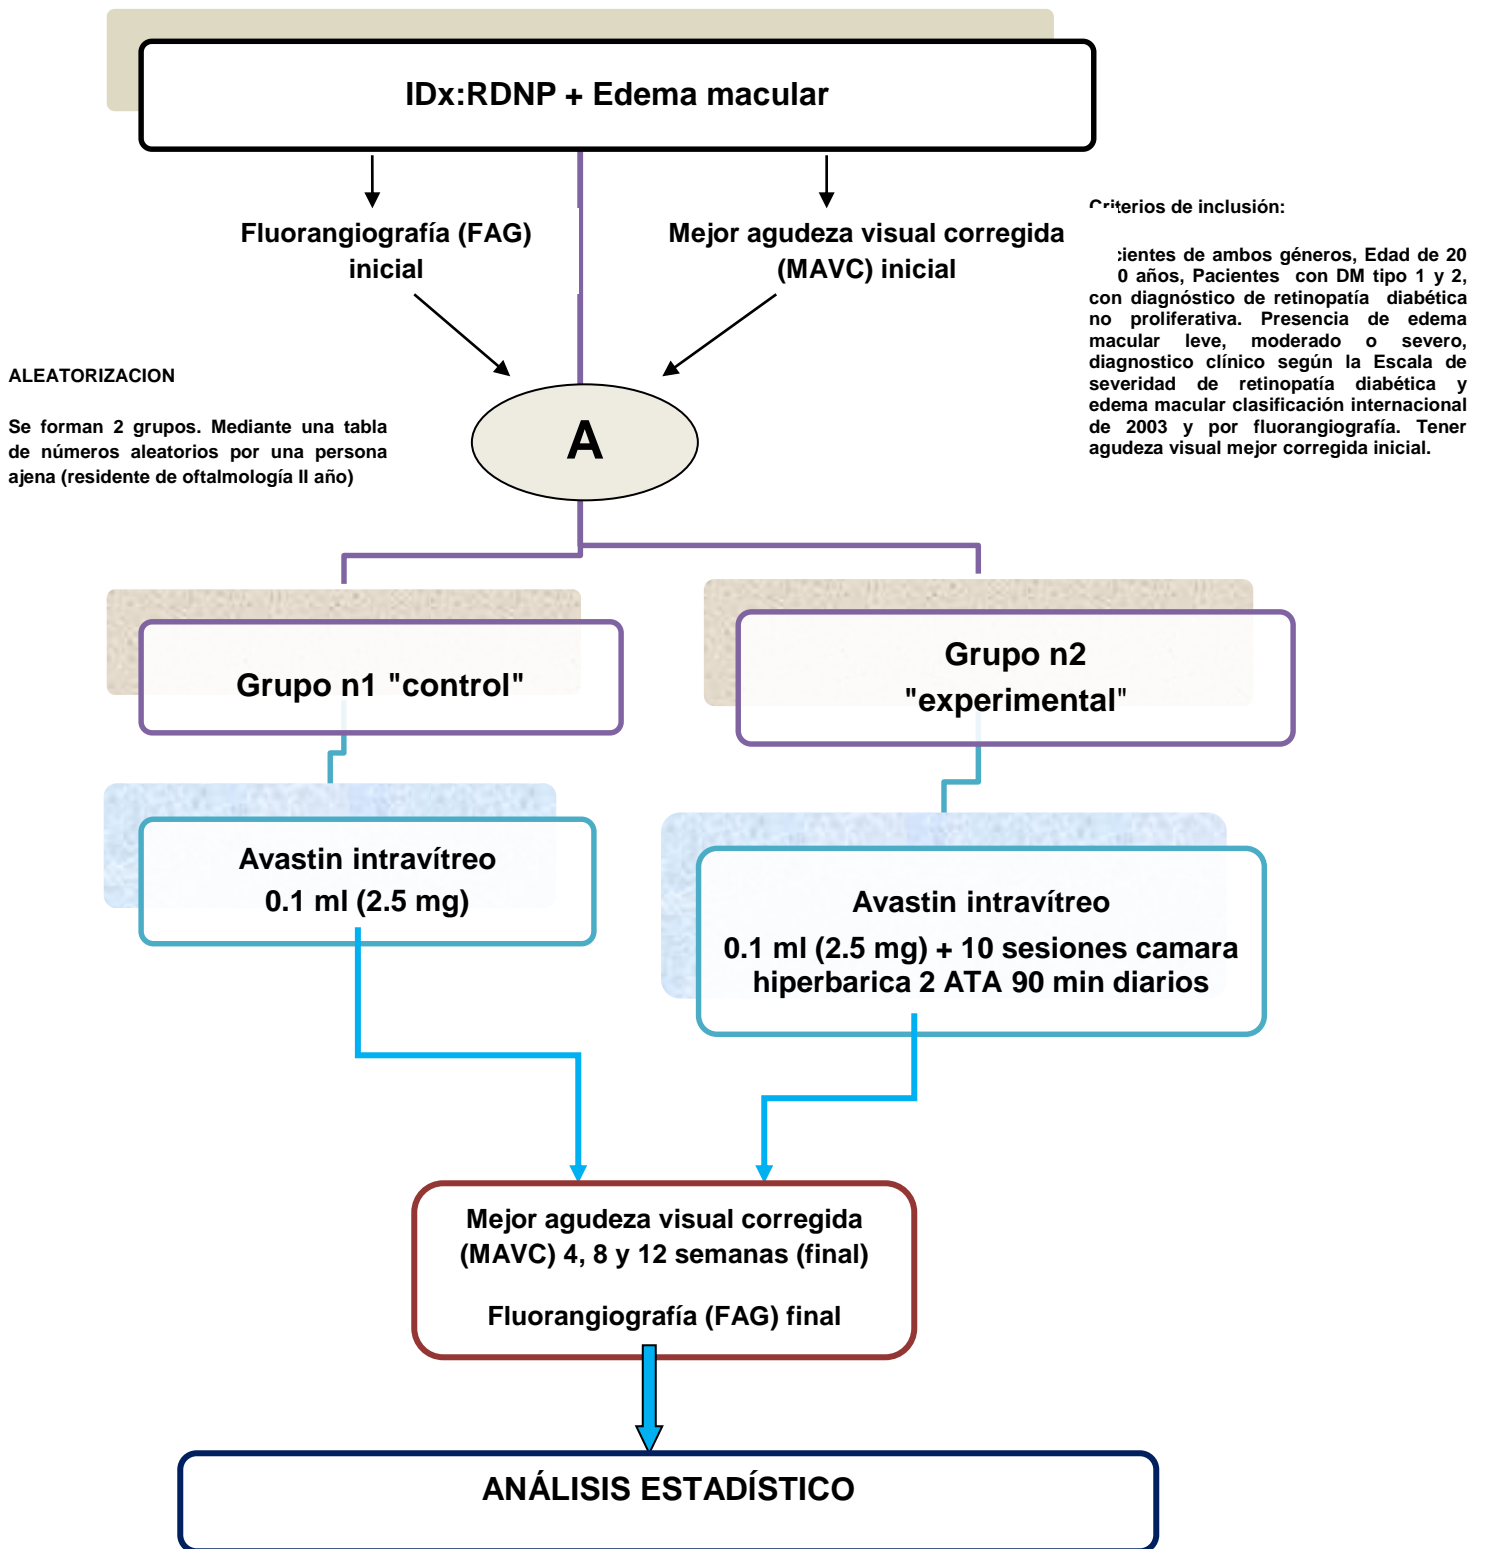 IDx:RDNP + Edema macular
Fluorangiografía (FAG)
inicial
Mejor agudeza visual corregida
(MAVC) inicial
Criterios de inclusión:
de ambos géneros, Edad de 20
años, Pacientes con DM tipo 1 y 2,
con diagnóstico de retinopatía diabética
no proliferativa. Presencia de edema
macular leve, moderado o severo,
diagnostico clínico según la Escala de
severidad de retinopatía diabética y
edema macular clasificación internacional
de 2003 y por fluorangiografía. Tener
agudeza visual mejor corregida inicial.
ALEATORIZACION
Se forman 2 grupos. Mediante una tabla
de números aleatorios por una persona
ajena (residente de oftalmología II año)
A
Grupo n1 "control"
Grupo n2
"experimental"
Avastin intravítreo
0.1 ml (2.5 mg)
Avastin intravítreo
0.1 ml (2.5 mg) + 10 sesiones camara
hiperbarica 2 ATA 90 min diarios
Mejor agudeza visual corregida
(MAVC) 4, 8 y 12 semanas (final)
Fluorangiografía (FAG) final
ANÁLISIS ESTADÍSTICO